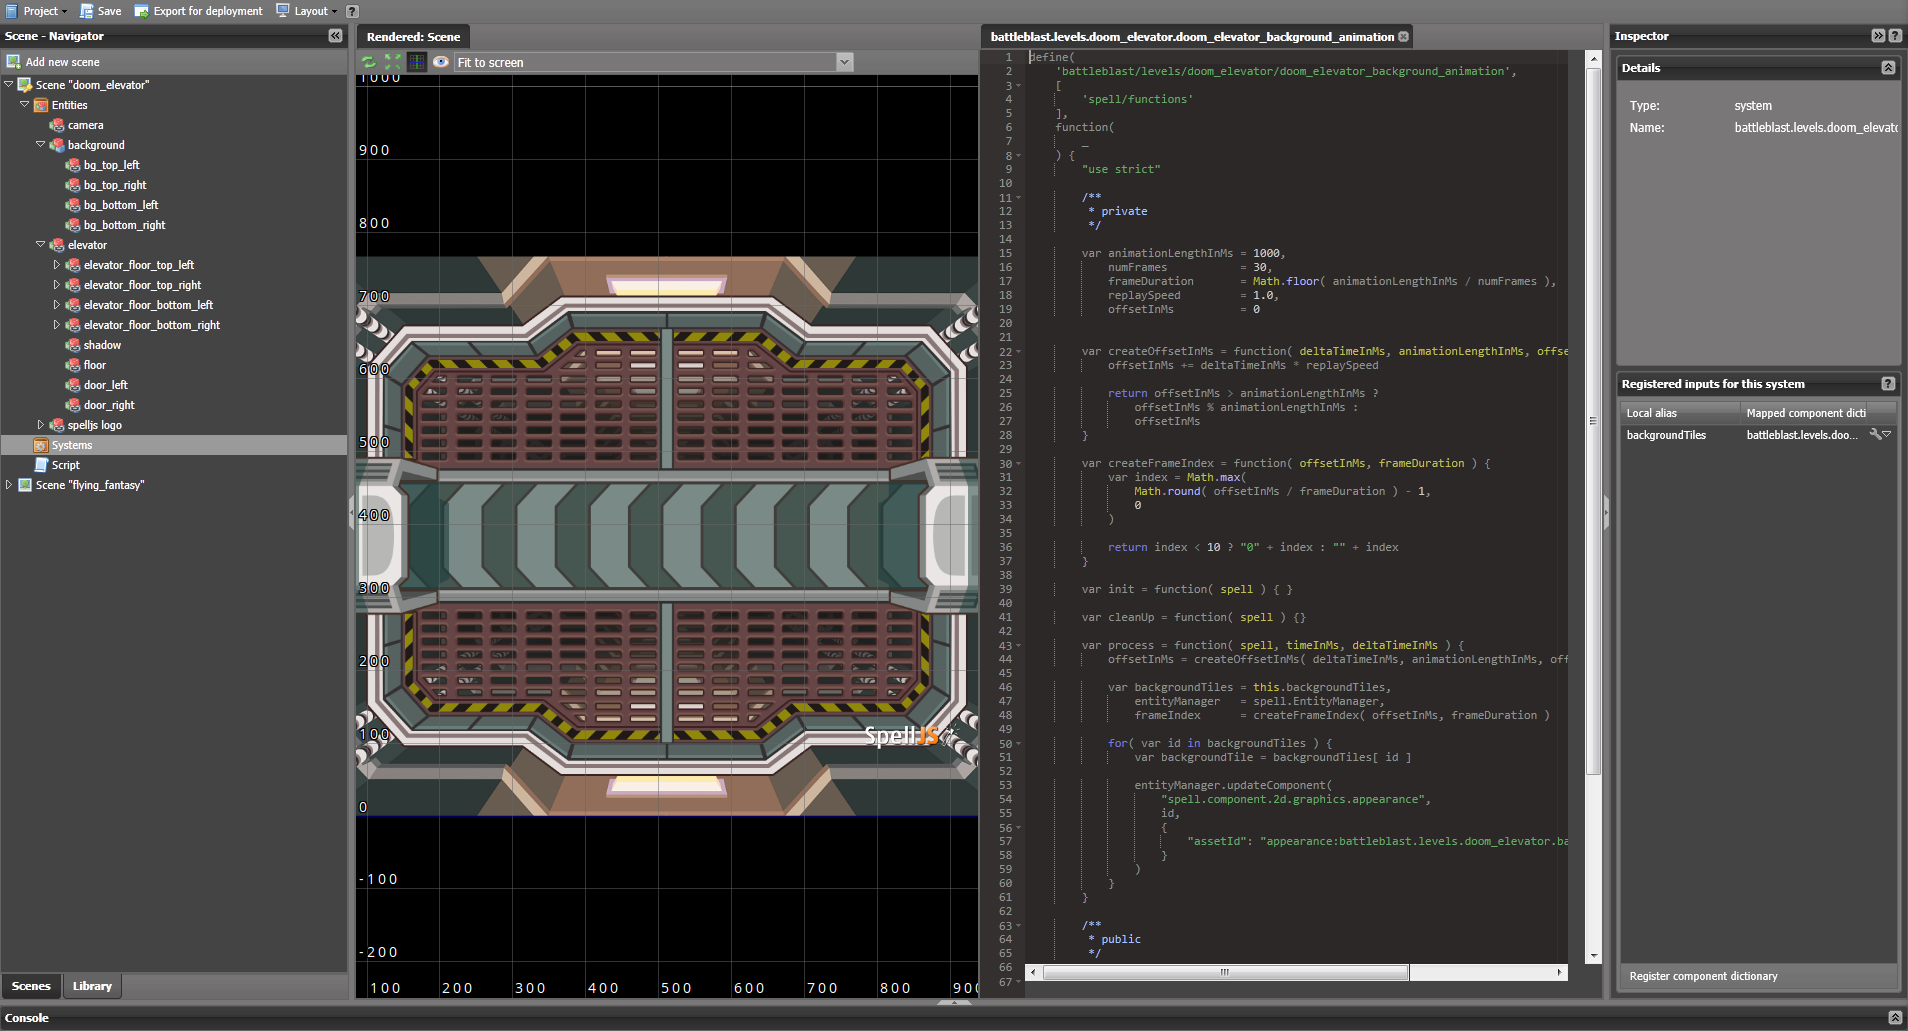 Project Save Export for deployment Layout ?
Scene - Navigator
Add new scene
Scene "doom_elevator"
Entities
camera
background
bg_top_left
bg_top_right
bg_bottom_left
bg_bottom_right
elevator
elevator_floor_top_left
elevator_floor_top_right
elevator_floor_bottom_left
elevator_floor_bottom_right
shadow
floor
door_left
door_right
spelljs logo
Systems
Script
Scene "flying_fantasy"
Scenes Library
Console
Rendered: Scene
Fit to screen
1000
900
800
700
600
500
400
300
200
100
0
-100
-200
100 200 300 400 500 600 700 800 900
SpellJS
battleblast.levels.doom_elevator.doom_elevator_background_animation
1 define(
2 'battleblast/levels/doom_elevator/doom_elevator_background_animation',
3 [
4 'spell/functions'
5 ],
6 function(
7 _
8 ) {
9 "use strict"
10
11 /**
12 * private
13 */
14
15 var animationLengthInMs = 1000,
16 numFrames = 30,
17 frameDuration = Math.floor( animationLengthInMs / numFrames ),
18 replaySpeed = 1.0,
19 offsetInMs = 0
20
21
22 var createOffsetInMs = function( deltaTimeInMs, animationLengthInMs, offse
23 offsetInMs += deltaTimeInMs * replaySpeed
24
25 return offsetInMs > animationLengthInMs ?
26 offsetInMs % animationLengthInMs :
27 offsetInMs
28 }
29
30 var createFrameIndex = function( offsetInMs, frameDuration ) {
31 var index = Math.max(
32 Math.round( offsetInMs / frameDuration ) - 1,
33 0
34 )
35
36 return index < 10 ? "0" + index : "" + index
37 }
38
39 var init = function( spell ) { }
40
41 var cleanUp = function( spell ) {}
42
43 var process = function( spell, timeInMs, deltaTimeInMs ) {
44 offsetInMs = createOffsetInMs( deltaTimeInMs, animationLengthInMs, off
45
46 var backgroundTiles = this.backgroundTiles,
47 entityManager = spell.EntityManager,
48 frameIndex = createFrameIndex( offsetInMs, frameDuration )
49
50 for( var id in backgroundTiles ) {
51 var backgroundTile = backgroundTiles[ id ]
52
53 entityManager.updateComponent(
54 "spell.component.2d.graphics.appearance",
55 id,
56 {
57 "assetId": "appearance:battleblast.levels.doom_elevator.ba
58 }
59 )
60 }
61 }
62
63 /**
64 * public
65 */
66
67
Inspector ?
Details
Type: system
Name: battleblast.levels.doom_elevato
Registered inputs for this system ?
Local alias Mapped component dicti
backgroundTiles battleblast.levels.doo...
Register component dictionary